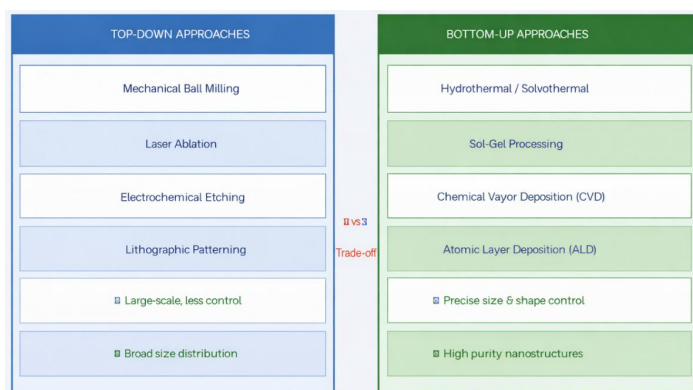 TOP-DOWN APPROACHES
Mechanical Ball Milling
Laser Ablation
Electrochemical Etching
Lithographic Patterning
Large-scale, less control
Broad size distribution
vs
Trade-off
BOTTOM-UP APPROACHES
Hydrothermal / Solvothermal
Sol-Gel Processing
Chemical Vayor Deposition (CVD)
Atomic Layer Deposition (ALD)
Precise size & shape control
High purity nanostructures